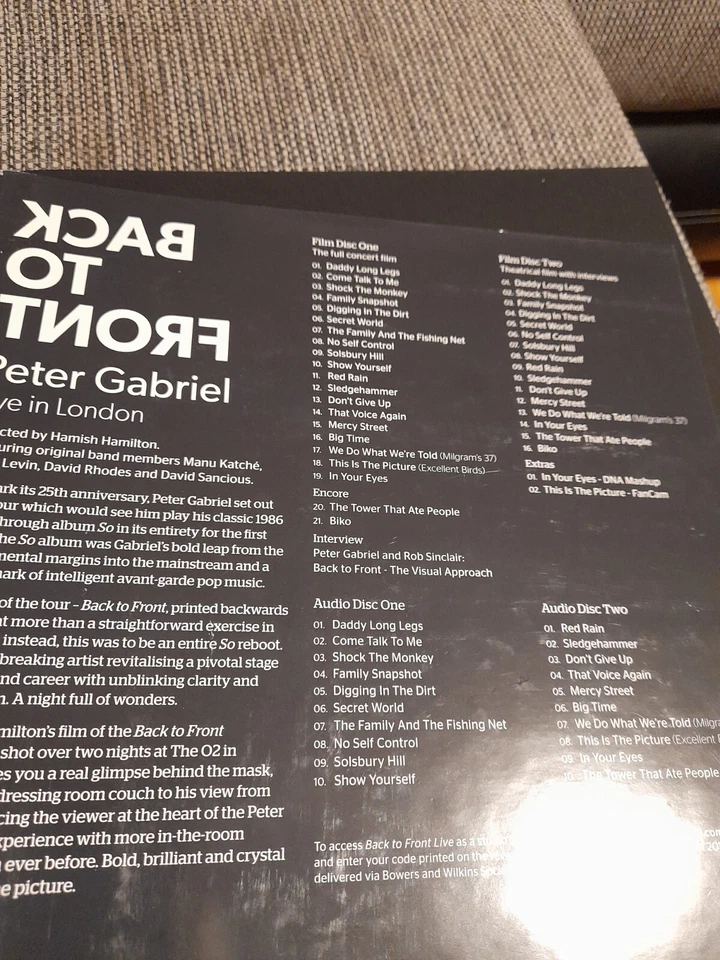 BACK
TO
FRONT
Peter Gabriel
in London
Hamish Hamilton.
original band members Manu Katché,
Levin, David Rhodes and David Sancious.
its 25th anniversary, Peter Gabriel set out
which would see him play his classic 1986
through album So in its entirety for the first
So album was Gabriel's bold leap from the
margins into the mainstream and a
of intelligent avant-garde pop music.
of the tour – Back to Front, printed backwards
more than a straightforward exercise in
instead, this was to be an entire So reboot.
artist revitalising a pivotal stage
career with unblinking clarity and
A night full of wonders.
film of the Back to Front
shot over two nights at The O2 in
you a real glimpse behind the mask,
dressing room couch to his view from
the viewer at the heart of the Peter
with more in-the-room
ever before. Bold, brilliant and crystal
picture.
Film Disc One
The full concert film
01. Daddy Long Legs
02. Come Talk To Me
03. Shock The Monkey
04. Family Snapshot
05. Digging In The Dirt
06. Secret World
07. The Family And The Fishing Net
08. No Self Control
09. Solsbury Hill
10. Show Yourself
11. Red Rain
12. Sledgehammer
13. Don't Give Up
14. That Voice Again
15. Mercy Street
16. Big Time
17. We Do What We're Told (Milgram's 37)
18. This Is The Picture (Excellent Birds)
19. In Your Eyes
Encore
20. The Tower That Ate People
21. Biko
Interview
Peter Gabriel and Rob Sinclair:
Back to Front - The Visual Approach
Film Disc Two
Theatrical film with interviews
01. Daddy Long Legs
02. Shock The Monkey
03. Family Snapshot
04. Digging In The Dirt
05. Secret World
06. No Self Control
07. Solsbury Hill
08. Show Yourself
09. Red Rain
10. Sledgehammer
11. Don't Give Up
12. Mercy Street
13. We Do What We're Told (Milgram's 37)
14. In Your Eyes
15. The Tower That Ate People
16. Biko
Extras
01. In Your Eyes - DNA Mashup
02. This Is The Picture - FanCam
Audio Disc One
01. Daddy Long Legs
02. Come Talk To Me
03. Shock The Monkey
04. Family Snapshot
05. Digging In The Dirt
06. Secret World
07. The Family And The Fishing Net
08. No Self Control
09. Solsbury Hill
10. Show Yourself
Audio Disc Two
01. Red Rain
02. Sledgehammer
03. Don't Give Up
04. That Voice Again
05. Mercy Street
06. Big Time
07. We Do What We're Told
08. This Is The Picture (Excellent
09. In Your Eyes
10. The Tower That Ate People
To access Back to Front Live as a
and enter your code printed on the
delivered via Bowers and Wilkins